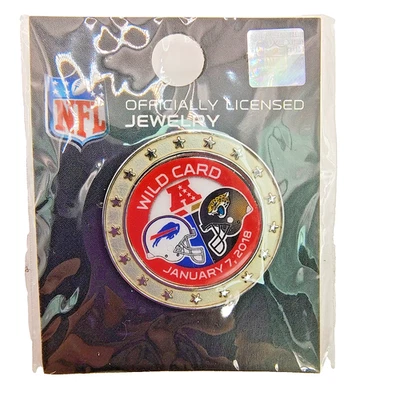 NFL
OFFICIALLY LICENSED
JEWELRY
WILD CARD
A
JANUARY 7, 2018